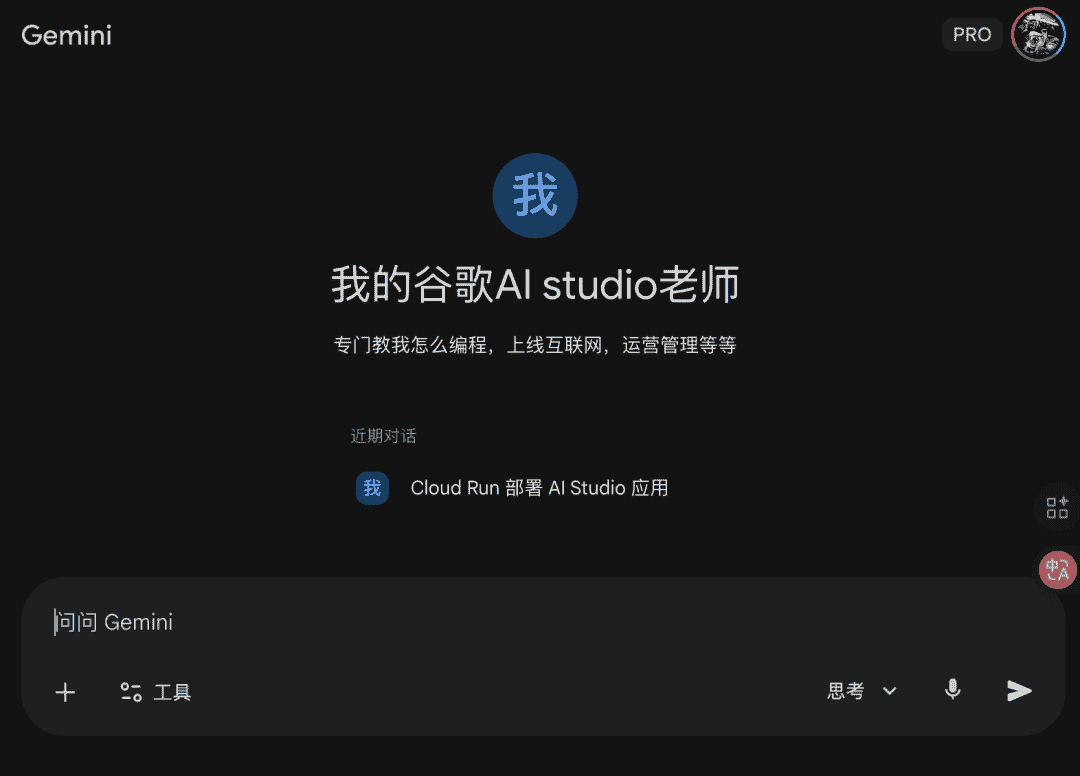 Gemini
PRO
我
我的谷歌AI studio老师
专门教我怎么编程，上线互联网，运营管理等等
近期对话
我
Cloud Run 部署 AI Studio 应用
中A
问问 Gemini
工具
思考